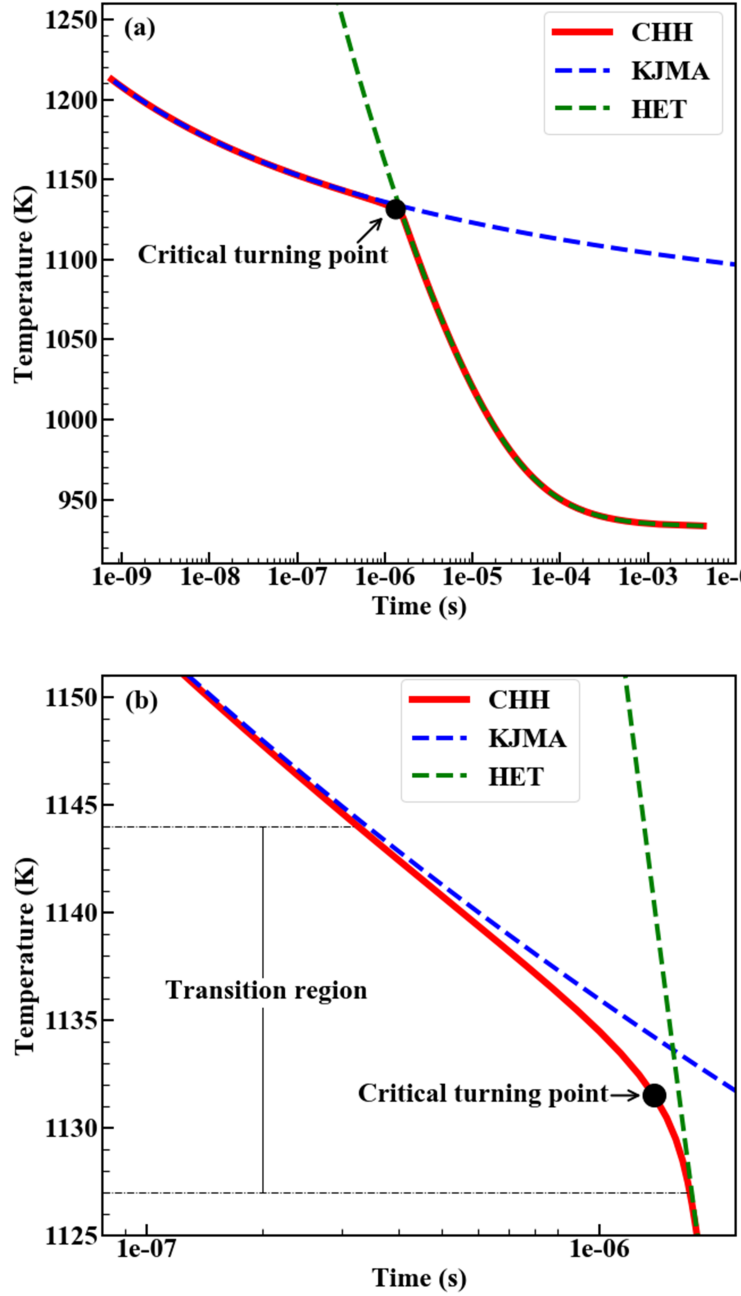 (a)
CHH
KJMA
HET
1250
1200
1150
1100
1050
1000
950
Temperature (K)
Critical turning point
1e-09 1e-08 1e-07 1e-06 1e-05 1e-04 1e-03
Time (s)
(b)
CHH
KJMA
HET
1150
1145
1140
1135
1130
1125
Temperature (K)
Transition region
Critical turning point
1e-07 1e-06
Time (s)